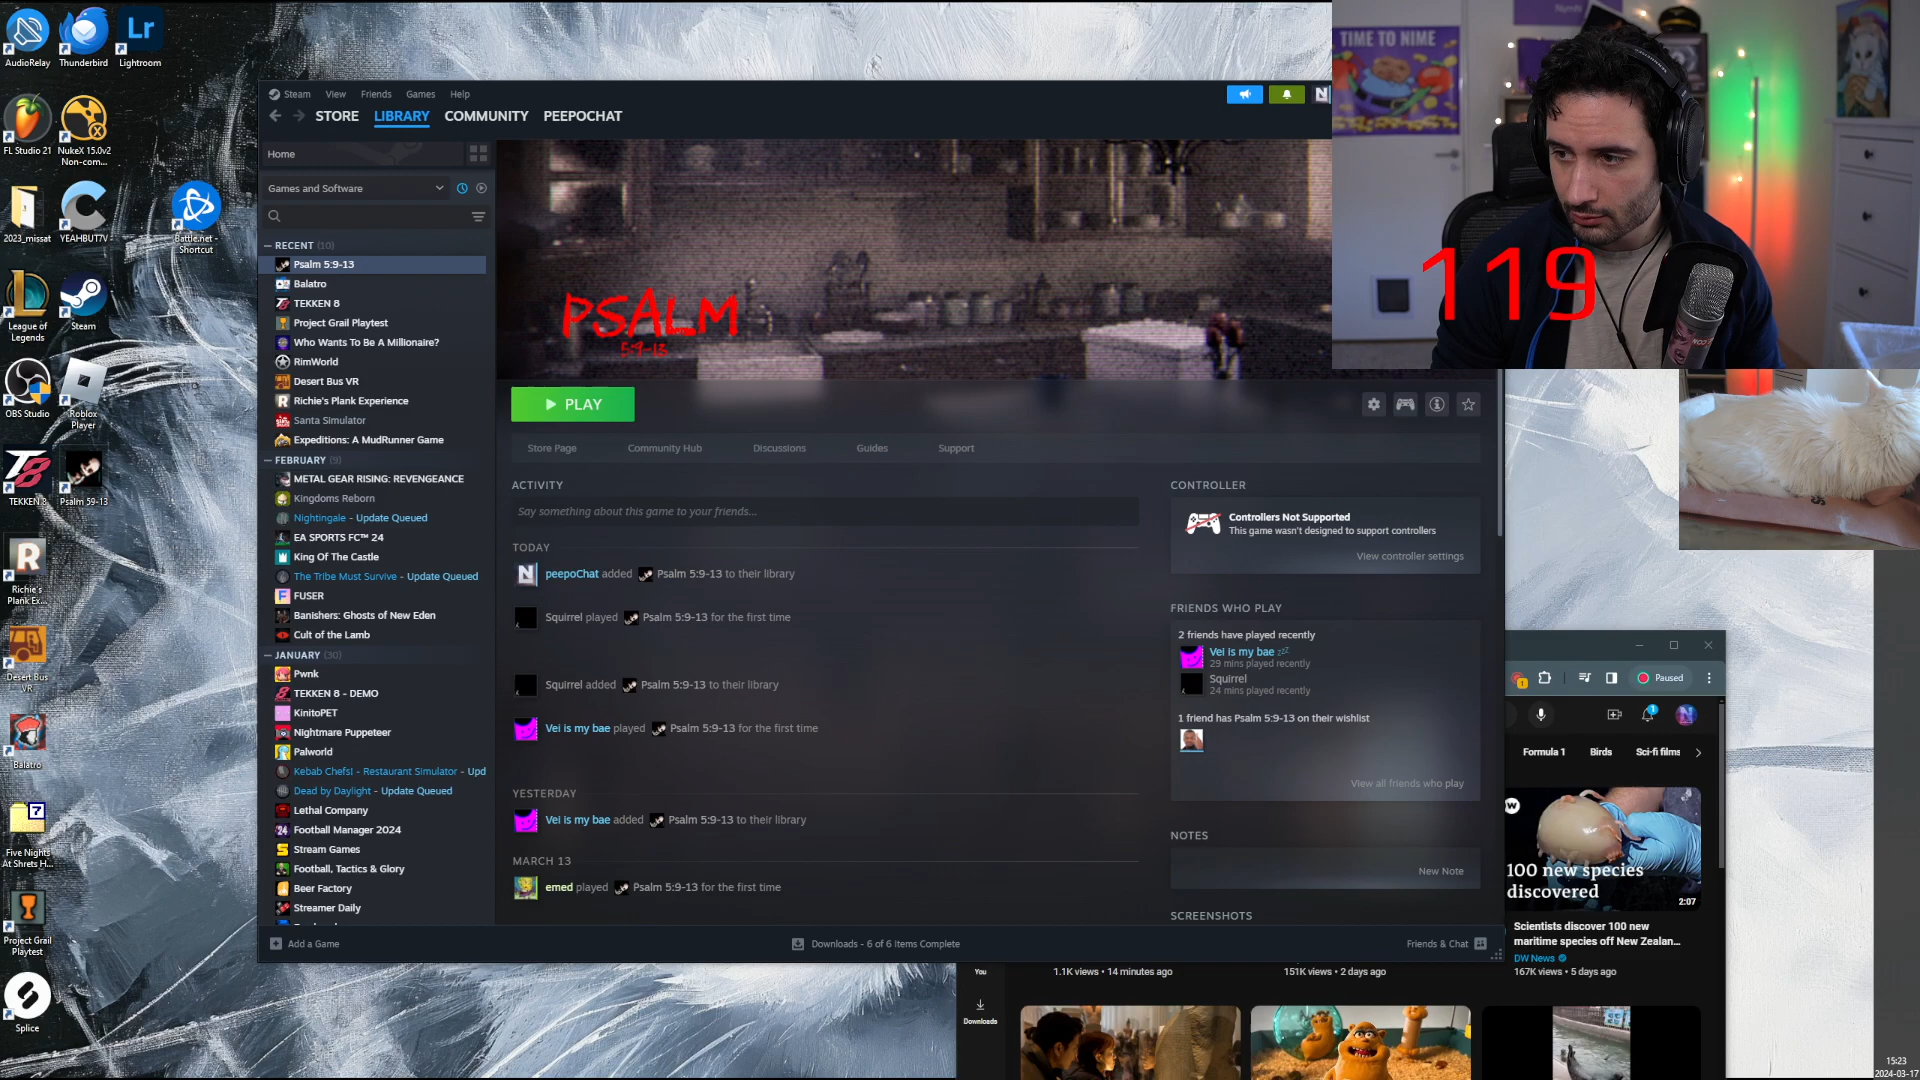 AudioRelay
Thunderbird
Lightroom
FL Studio 21
NukeX 15.0v2
Non-com...
2023_missat
YEAHBUT7V
Battle.net -
Shortcut
League of
Legends
Steam
OBS Studio
Roblox
Player
TEKKEN 8
Psalm 59-13
Richie's
Plank Ex...
Desert Bus
VR
Balatro
Five Nights
At Shrets H...
Project Grail
Playtest
Splice
Steam View Friends Games Help
STORE LIBRARY COMMUNITY PEEPOCHAT
Home
Games and Software
RECENT (10)
Psalm 5:9-13
Balatro
TEKKEN 8
Project Grail Playtest
Who Wants To Be A Millionaire?
RimWorld
Desert Bus VR
Richie's Plank Experience
Santa Simulator
Expeditions: A MudRunner Game
FEBRUARY (9)
METAL GEAR RISING: REVENGEANCE
Kingdoms Reborn
Nightingale - Update Queued
EA SPORTS FC™ 24
King Of The Castle
The Tribe Must Survive - Update Queued
FUSER
Banishers: Ghosts of New Eden
Cult of the Lamb
JANUARY (30)
Pwnk
TEKKEN 8 - DEMO
KinitoPET
Nightmare Puppeteer
Palworld
Kebab Chefs! - Restaurant Simulator - Upd
Dead by Daylight - Update Queued
Lethal Company
Football Manager 2024
Stream Games
Football, Tactics & Glory
Beer Factory
Streamer Daily
PSALM
5:9-13
PLAY
Store Page Community Hub Discussions Guides Support
ACTIVITY
Say something about this game to your friends...
TODAY
peepoChat added Psalm 5:9-13 to their library
Squirrel played Psalm 5:9-13 for the first time
Squirrel added Psalm 5:9-13 to their library
Vei is my bae played Psalm 5:9-13 for the first time
YESTERDAY
Vei is my bae added Psalm 5:9-13 to their library
MARCH 13
emed played Psalm 5:9-13 for the first time
CONTROLLER
Controllers Not Supported
This game wasn't designed to support controllers
View controller settings
FRIENDS WHO PLAY
2 friends have played recently
Vei is my bae zzZ
29 mins played recently
Squirrel
24 mins played recently
1 friend has Psalm 5:9-13 on their wishlist
View all friends who play
NOTES
New Note
SCREENSHOTS
Add a Game
Downloads - 6 of 6 Items Complete
Friends & Chat
TIME TO NIME
119
Paused
Formula 1 Birds Sci-fi films
100 new species
discovered
2:07
Scientists discover 100 new
maritime species off New Zealan...
DW News
167K views • 5 days ago
You
1.1K views • 14 minutes ago
151K views • 2 days ago
Downloads
15:23
2024-03-17